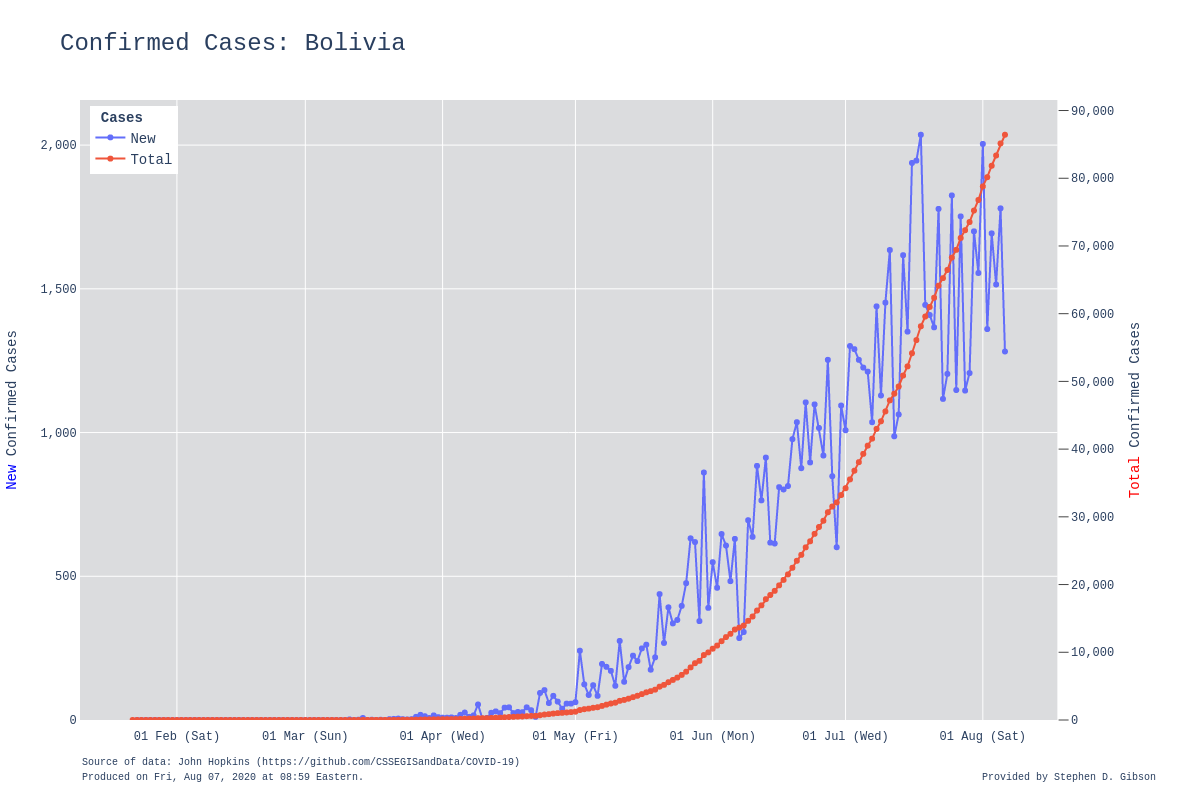 Confirmed Cases: Bolivia
Cases
New
Total
2,000
1,500
1,000
500
0
New Confirmed Cases
90,000
80,000
70,000
60,000
50,000
40,000
30,000
20,000
10,000
0
Total Confirmed Cases
01 Feb (Sat) 01 Mar (Sun) 01 Apr (Wed) 01 May (Fri) 01 Jun (Mon) 01 Jul (Wed) 01 Aug (Sat)
Source of data: John Hopkins (https://github.com/CSSEGISandData/COVID-19)
Produced on Fri, Aug 07, 2020 at 08:59 Eastern.
Provided by Stephen D. Gibson